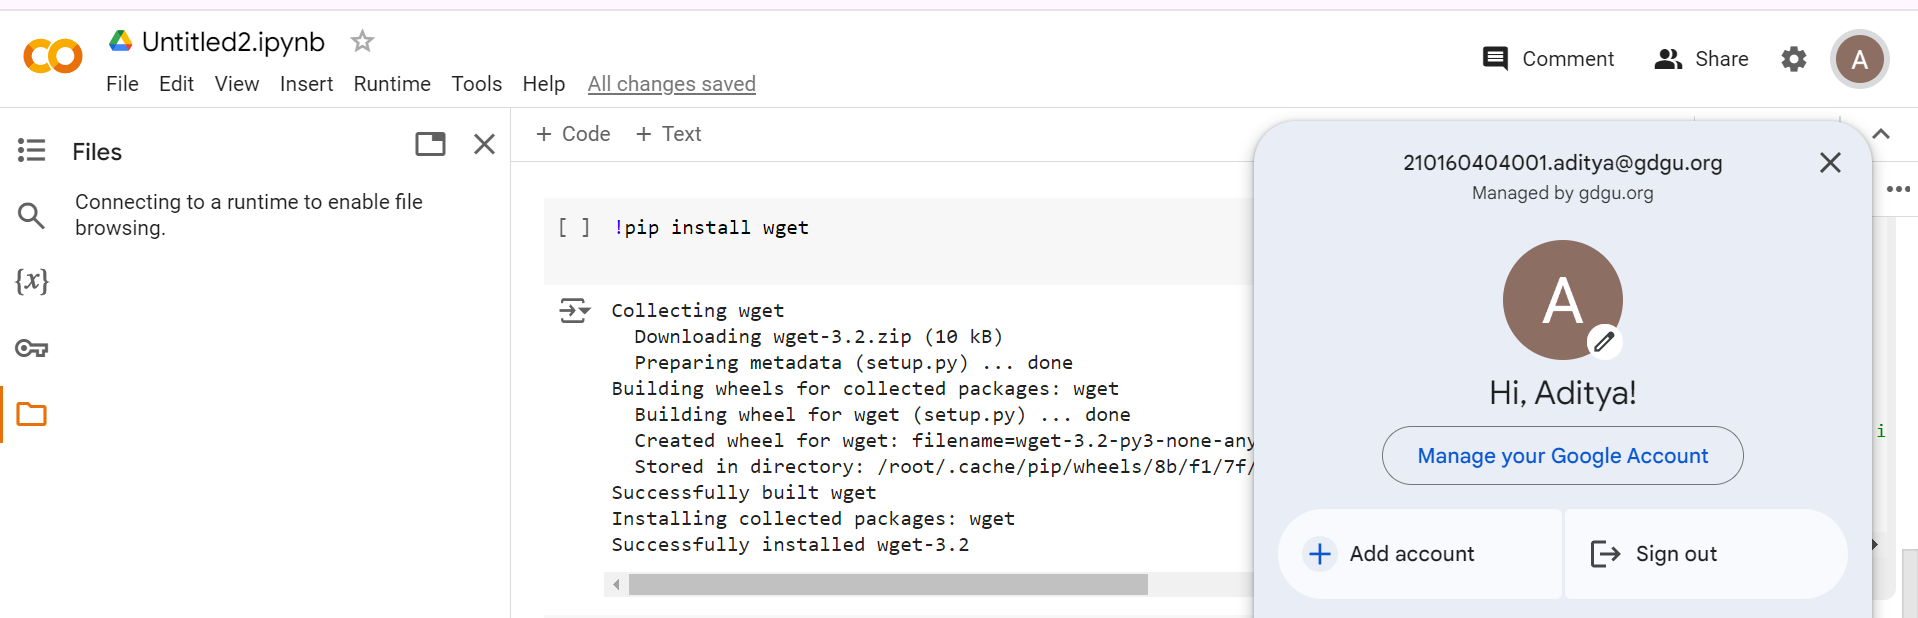 Untitled2.ipynb
File Edit View Insert Runtime Tools Help All changes saved
Comment Share A
Files
Connecting to a runtime to enable file
browsing.
{x}
+ Code + Text
[ ] !pip install wget
Collecting wget
Downloading wget-3.2.zip (10 kB)
Preparing metadata (setup.py) ... done
Building wheels for collected packages: wget
Building wheel for wget (setup.py) ... done
Created wheel for wget: filename=wget-3.2-py3-none-any
Stored in directory: /root/.cache/pip/wheels/8b/f1/7f/
Successfully built wget
Installing collected packages: wget
Successfully installed wget-3.2
210160404001.aditya@gdgu.org
Managed by gdgu.org
A
Hi, Aditya!
Manage your Google Account
+ Add account
Sign out
i